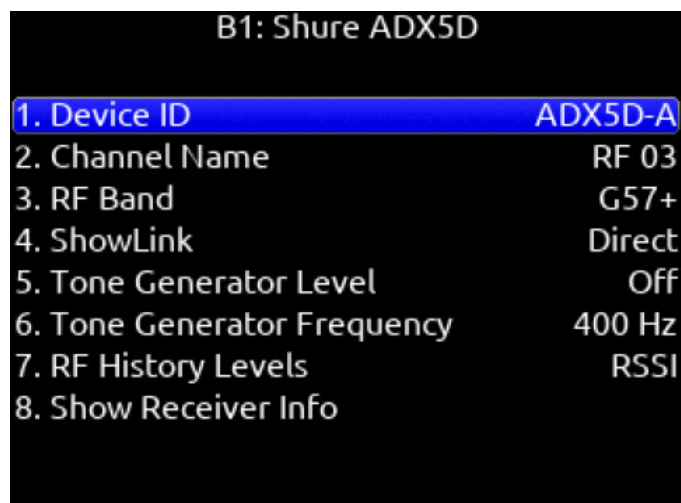 B1: Shure ADX5D
1. Device ID ADX5D-A
2. Channel Name RF 03
3. RF Band G57+
4. ShowLink Direct
5. Tone Generator Level Off
6. Tone Generator Frequency 400 Hz
7. RF History Levels RSSI
8. Show Receiver Info